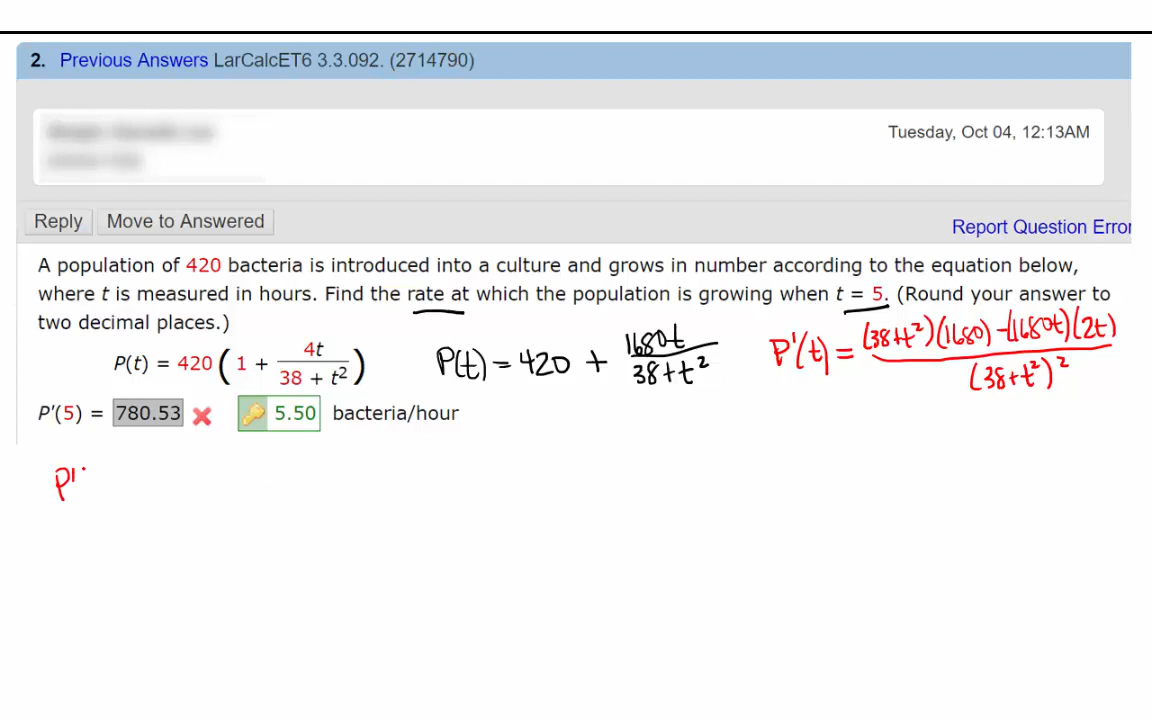 2. Previous Answers LarCalcET6 3.3.092. (2714790)
Tuesday, Oct 04, 12:13AM
Reply Move to Answered
Report Question Error
A population of 420 bacteria is introduced into a culture and grows in number according to the equation below,
where t is measured in hours. Find the rate at which the population is growing when t = 5. (Round your answer to
two decimal places.)
P(t) = 420 ( 1 + 4t / 38 + t² )
P(t) = 420 + 1680t / 38+t²
P'(t) = (38+t²)(1680) - (1680t)(2t) / (38+t²)²
P'(5) = 780.53 5.50 bacteria/hour
P'